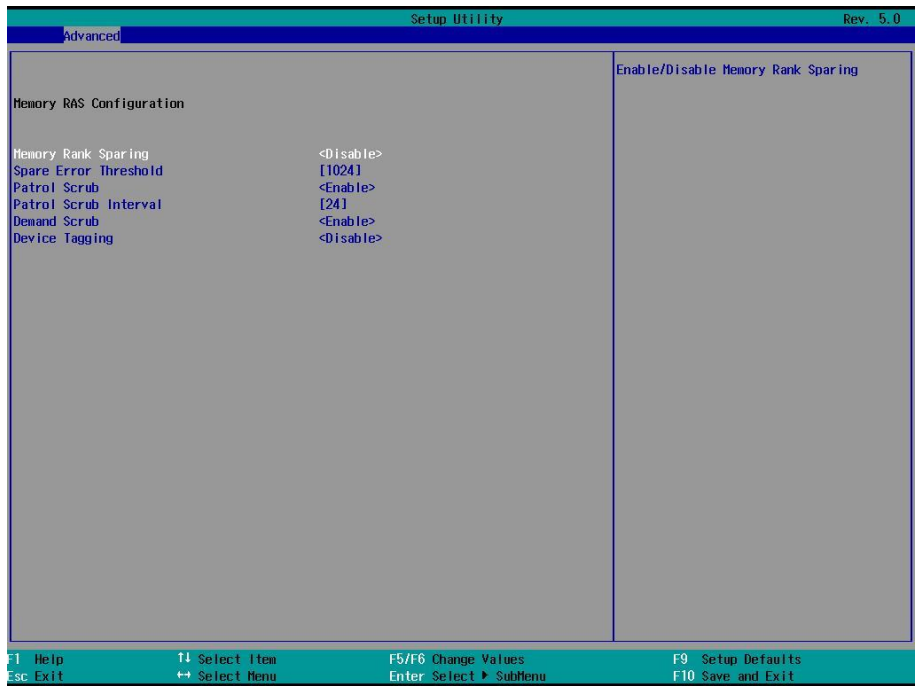 Setup Utility Rev. 5.0
Advanced
Enable/Disable Memory Rank Sparing
Memory RAS Configuration
Memory Rank Sparing <Disable>
Spare Error Threshold [1024]
Patrol Scrub <Enable>
Patrol Scrub Interval [24]
Demand Scrub <Enable>
Device Tagging <Disable>
F1 Help ↑↓ Select Item F5/F6 Change Values F9 Setup Defaults
Esc Exit ↔ Select Menu Enter Select ▶ SubMenu F10 Save and Exit